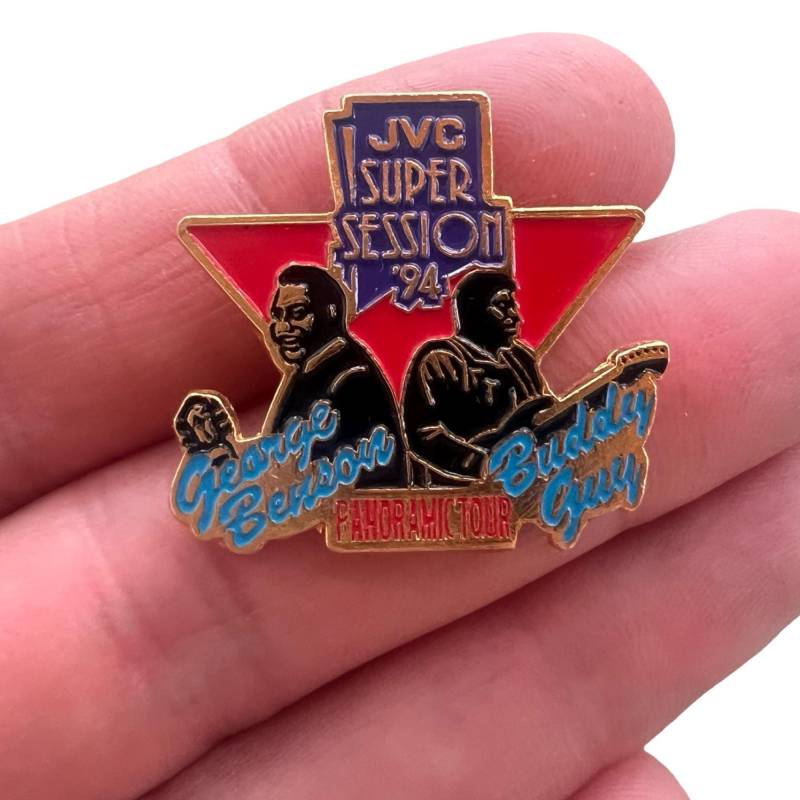 JVC
SUPER
SESSION
'94
George
Benson
Buddy
Guy
PANORAMIC TOUR